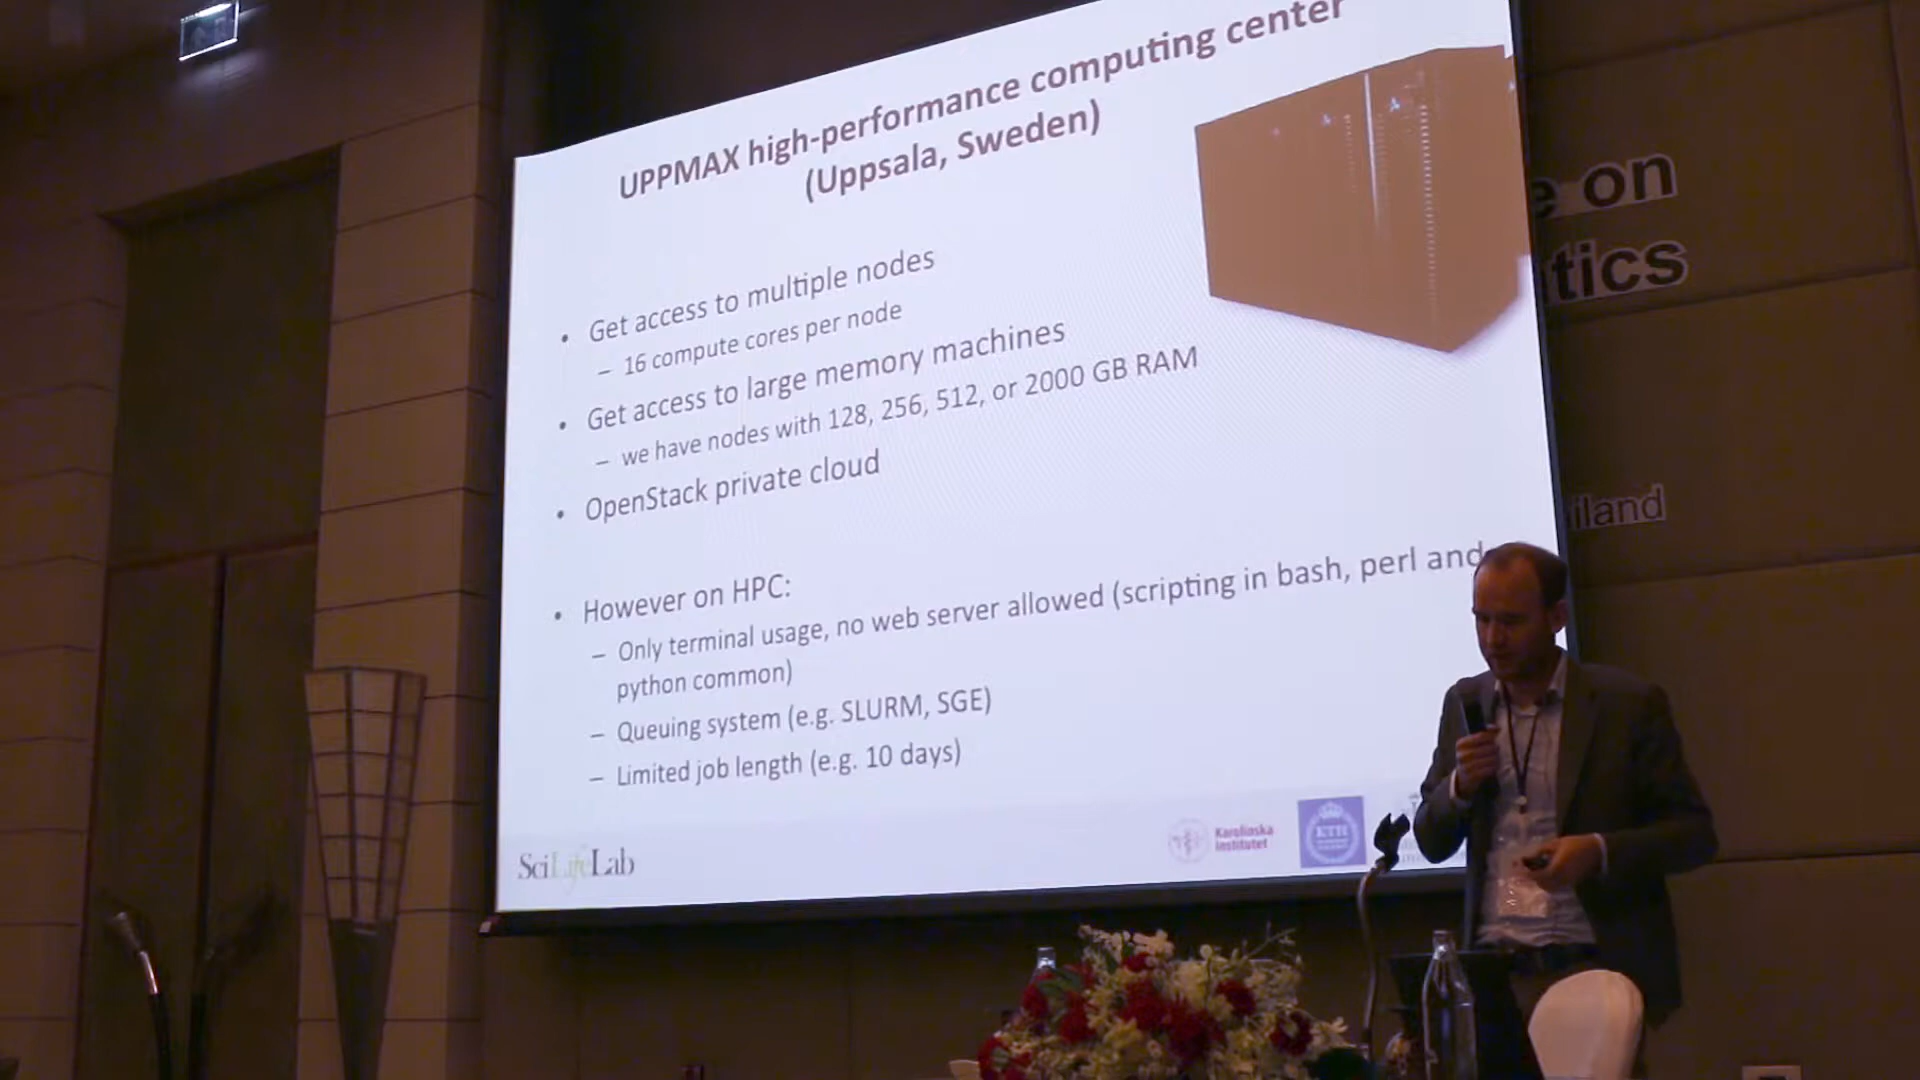 UPPMAX high-performance computing center
(Uppsala, Sweden)
• Get access to multiple nodes
– 16 compute cores per node
• Get access to large memory machines
– we have nodes with 128, 256, 512, or 2000 GB RAM
• OpenStack private cloud
• However on HPC:
– Only terminal usage, no web server allowed (scripting in bash, perl and
python common)
– Queuing system (e.g. SLURM, SGE)
– Limited job length (e.g. 10 days)
SciLifeLab
Karolinska
Institutet
KTH
e on
tics
iland